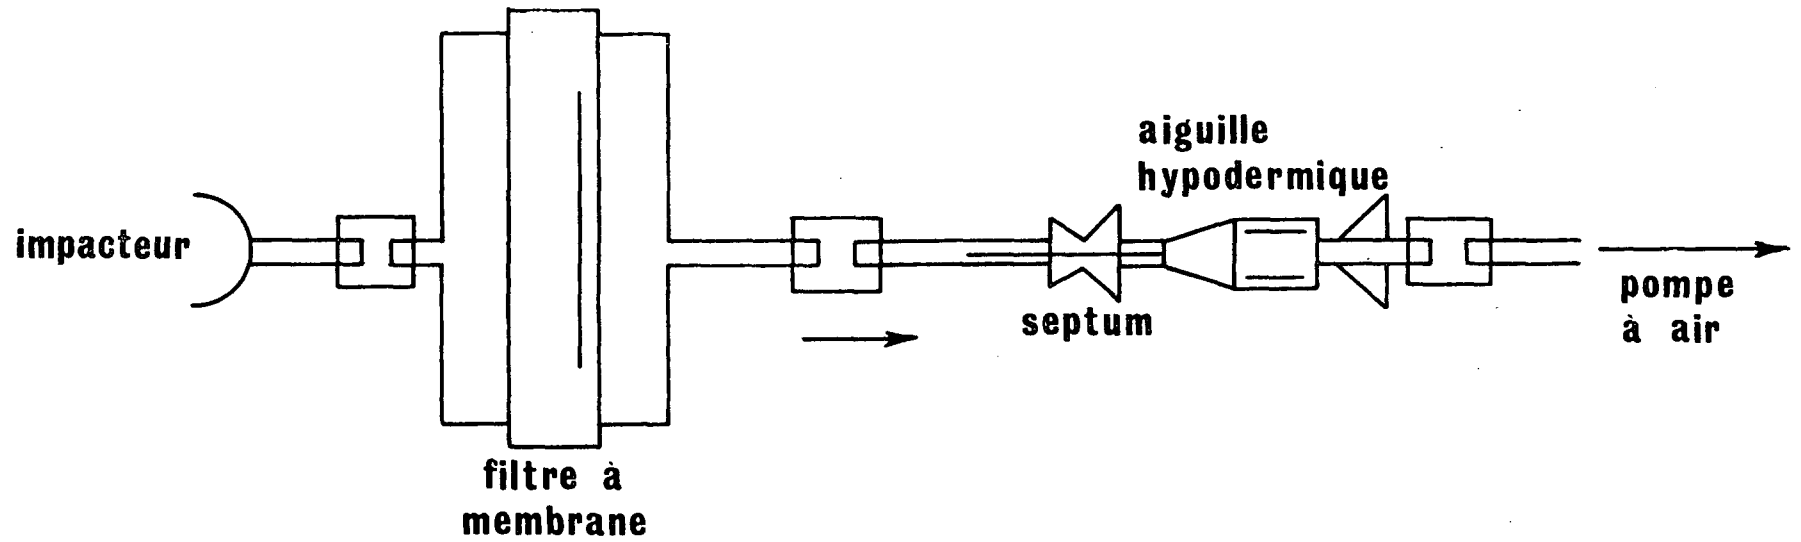 impacteur
filtre à
membrane
septum
aiguille
hypodermique
pompe
à air